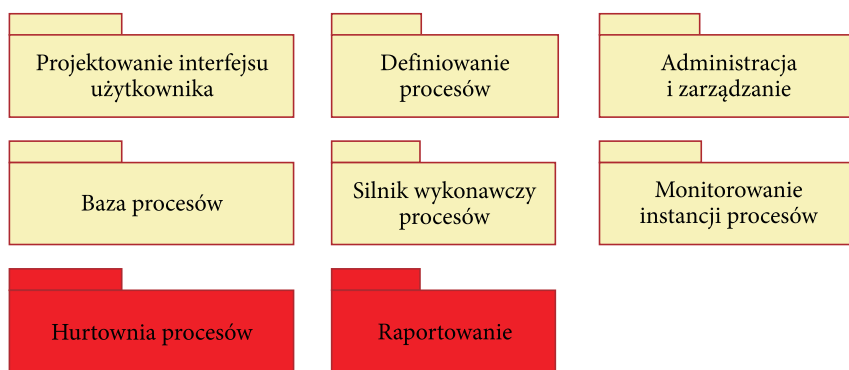 Projektowanie interfejsu
użytkownika
Definiowanie
procesów
Administracja
i zarządzanie
Baza procesów
Silnik wykonawczy
procesów
Monitorowanie
instancji procesów
Hurtownia procesów
Raportowanie